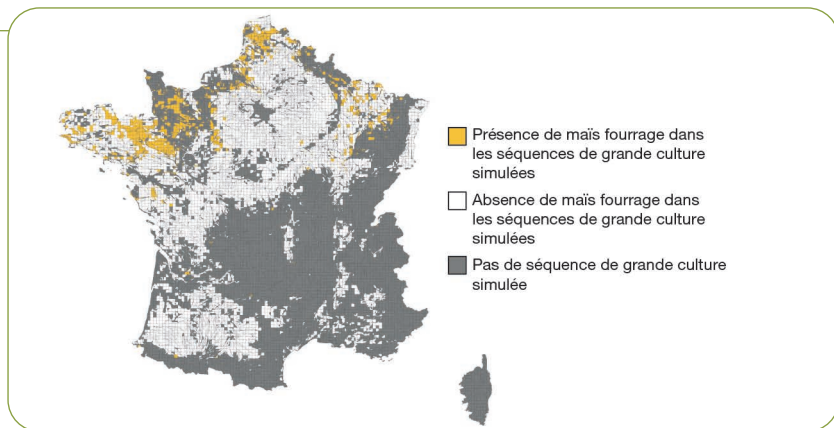 Présence de maïs fourrage dans
les séquences de grande culture
simulées
Absence de maïs fourrage dans
les séquences de grande culture
simulées
Pas de séquence de grande culture
simulée